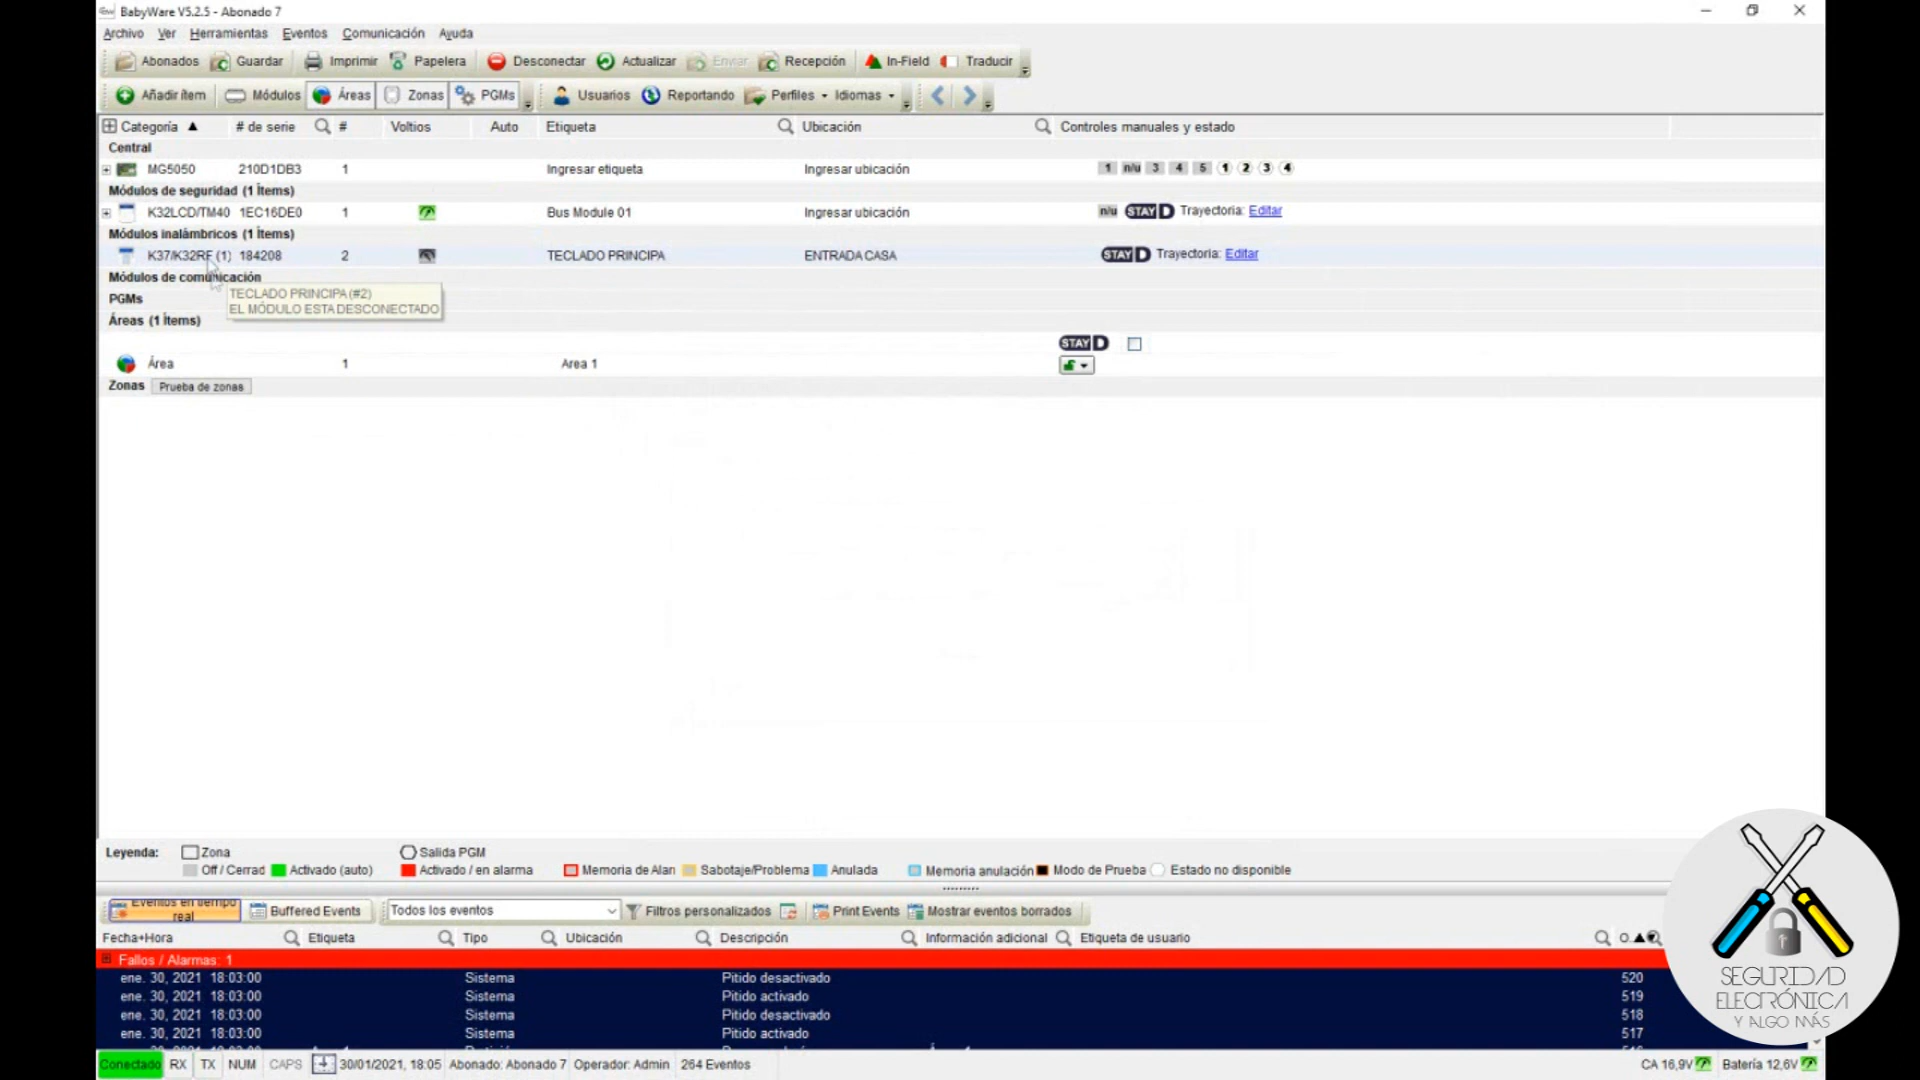 BabyWare V5.2.5 - Abonado 7
Archivo Ver Herramientas Eventos Comunicación Ayuda
Abonados Guardar Imprimir Papelera Desconectar Actualizar Enviar Recepción In-Field Traducir
Añadir ítem Módulos Áreas Zonas PGMs Usuarios Reportando Perfiles Idiomas
Categoría # de serie # Voltios Auto Etiqueta Ubicación Controles manuales y estado
Central
MG5050 210D1DB3 1 Ingresar etiqueta Ingresar ubicación 1 n/u 3 4 5 1 2 3 4
Módulos de seguridad (1 Ítems)
K32LCD/TM40 1EC16DE0 1 Bus Module 01 Ingresar ubicación n/u STAY D Trayectoria: Editar
Módulos inalámbricos (1 Ítems)
K37/K32RF (1) 184208 2 TECLADO PRINCIPA ENTRADA CASA STAY D Trayectoria: Editar
Módulos de comunicación
TECLADO PRINCIPA (#2)
PGMs
EL MÓDULO ESTA DESCONECTADO
Áreas (1 Ítems)
STAY D
Área 1 Area 1
Zonas Prueba de zonas
Leyenda: Zona Salida PGM
Off / Cerrad Activado (auto) Activado / en alarma Memoria de Alan Sabotaje/Problema Anulada Memoria anulación Modo de Prueba Estado no disponible
Eventos en tiempo real Buffered Events Todos los eventos Filtros personalizados Print Events Mostrar eventos borrados
Fecha+Hora Etiqueta Tipo Ubicación Descripción Información adicional Etiqueta de usuario O
Fallos / Alarmas: 1
ene. 30, 2021 18:03:00 Sistema Pitido desactivado 520
ene. 30, 2021 18:03:00 Sistema Pitido activado 519
ene. 30, 2021 18:03:00 Sistema Pitido desactivado 518
ene. 30, 2021 18:03:00 Sistema Pitido activado 517
Conectado RX TX NUM CAPS 30/01/2021, 18:05 Abonado: Abonado 7 Operador: Admin 264 Eventos CA 16,9V Batería 12,6V
SEGURIDAD
ELECTRÓNICA
Y ALGO MÁS